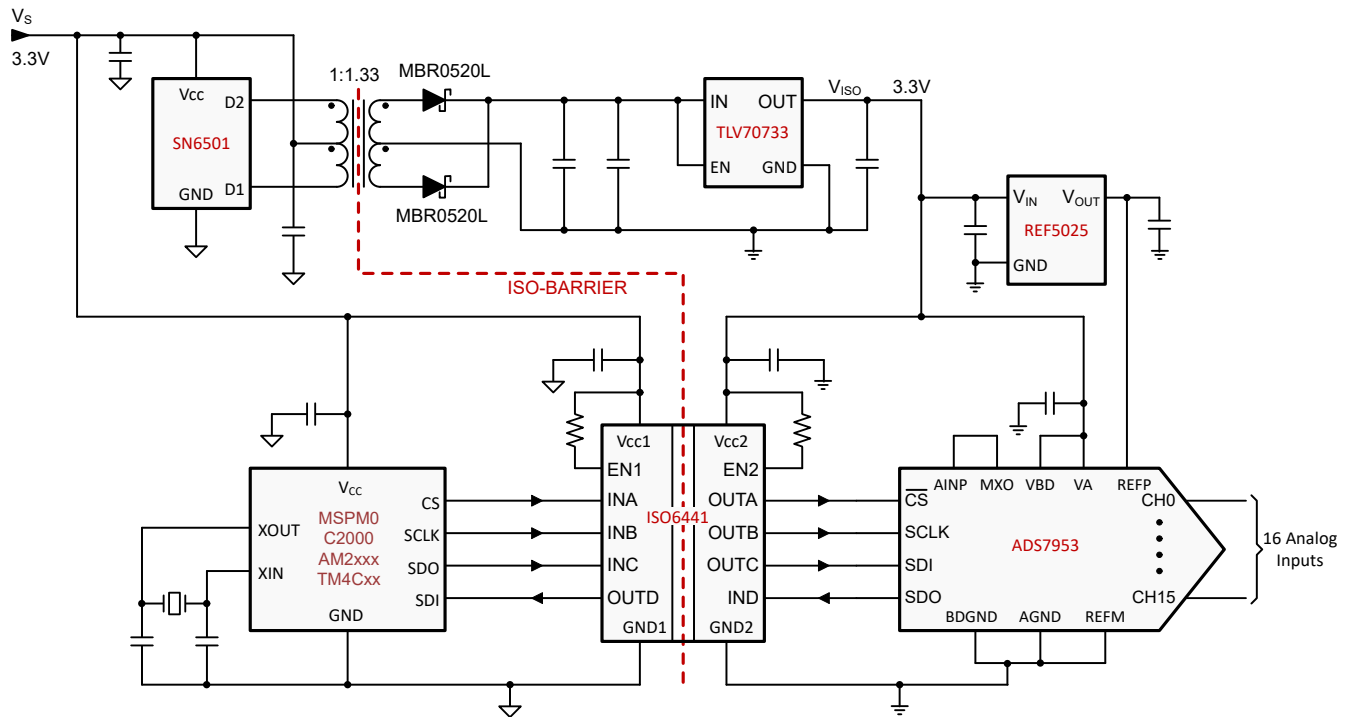 VS
3.3V
1:1.33
MBR0520L
MBR0520L
Vcc
D2
SN6501
GND
D1
IN
OUT
TLV70733
EN
GND
VISO
3.3V
VIN
VOUT
REF5025
GND
ISO-BARRIER
VCC
CS
MSPM0
C2000
AM2xxx
TM4Cxx
XOUT
SCLK
XIN
SDO
SDI
GND
Vcc1
EN1
INA
INB
INC
OUTD
GND1
ISO6441
Vcc2
EN2
OUTA
OUTB
OUTC
IND
GND2
AINP
MXO
VBD
VA
REFP
CS
SCLK
SDI
SDO
ADS7953
CH0
CH15
BDGND
AGND
REFM
16 Analog
Inputs